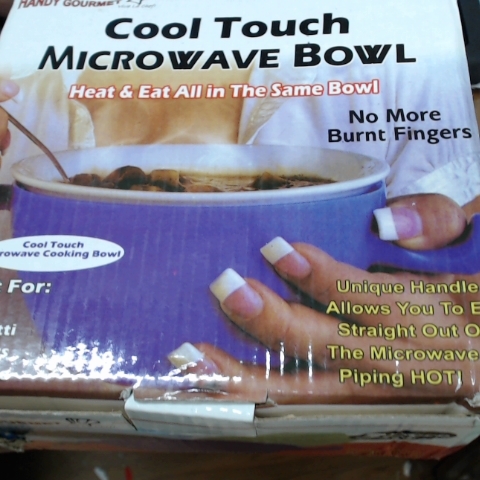 HANDY GOURMET
Cool Touch
MICROWAVE BOWL
Heat & Eat All in The Same Bowl
No More
Burnt Fingers
Cool Touch
rowave Cooking Bowl
For:
tti
Unique Handle
Allows You To E
Straight Out O
The Microwave
Piping HOT!